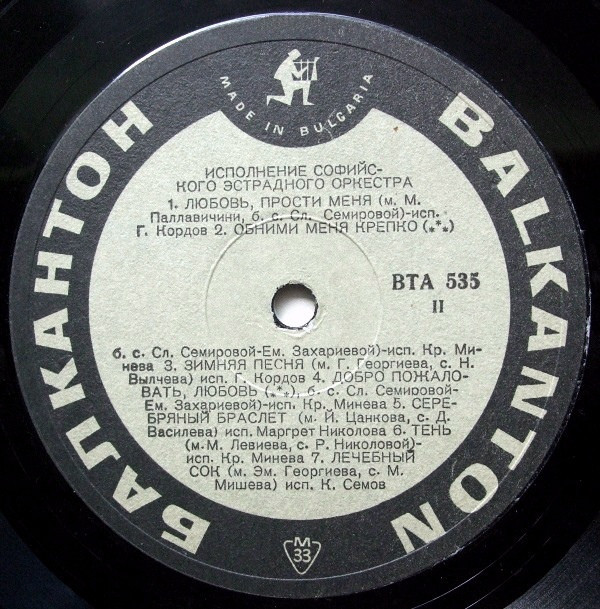 MADE IN BULGARIA
БАЛКАНТОН
BALKANTON
ИСПОЛНЕНИЕ СОФИЙС-
КОГО ЭСТРАДНОГО ОРКЕСТРА
1. ЛЮБОВЬ, ПРОСТИ МЕНЯ (м. М.
Паллавичини, б. с. Сл. Семировой)-исп.
Г. Кордов 2. ОБНИМИ МЕНЯ КРЕПКО (***)
ВТА 535
II
б. с. Сл. Семировой-Ем. Захариевой)-исп. Кр. Ми-
нева 3. ЗИМНЯЯ ПЕСНЯ (м. Г. Георгиева, с. Н.
Вылчева) исп. Г. Кордов 4. ДОБРО ПОЖАЛО-
ВАТЬ, ЛЮБОВЬ (***), б. с. Сл. Семировой-
Ем. Захариевой)-исп. Кр. Минева 5. СЕРЕ-
БРЯНЫЙ БРАСЛЕТ (м. Й. Цанкова, с. Д.
Василева) исп. Маргрет Николова 6. ТЕНЬ
(м. М. Левиева, с. Р. Николовой)-
исп. Кр. Минева 7. ЛЕЧЕБНЫЙ
СОК (м. Эм. Георгиева, с. М.
Мишева) исп. К. Семов
М
33